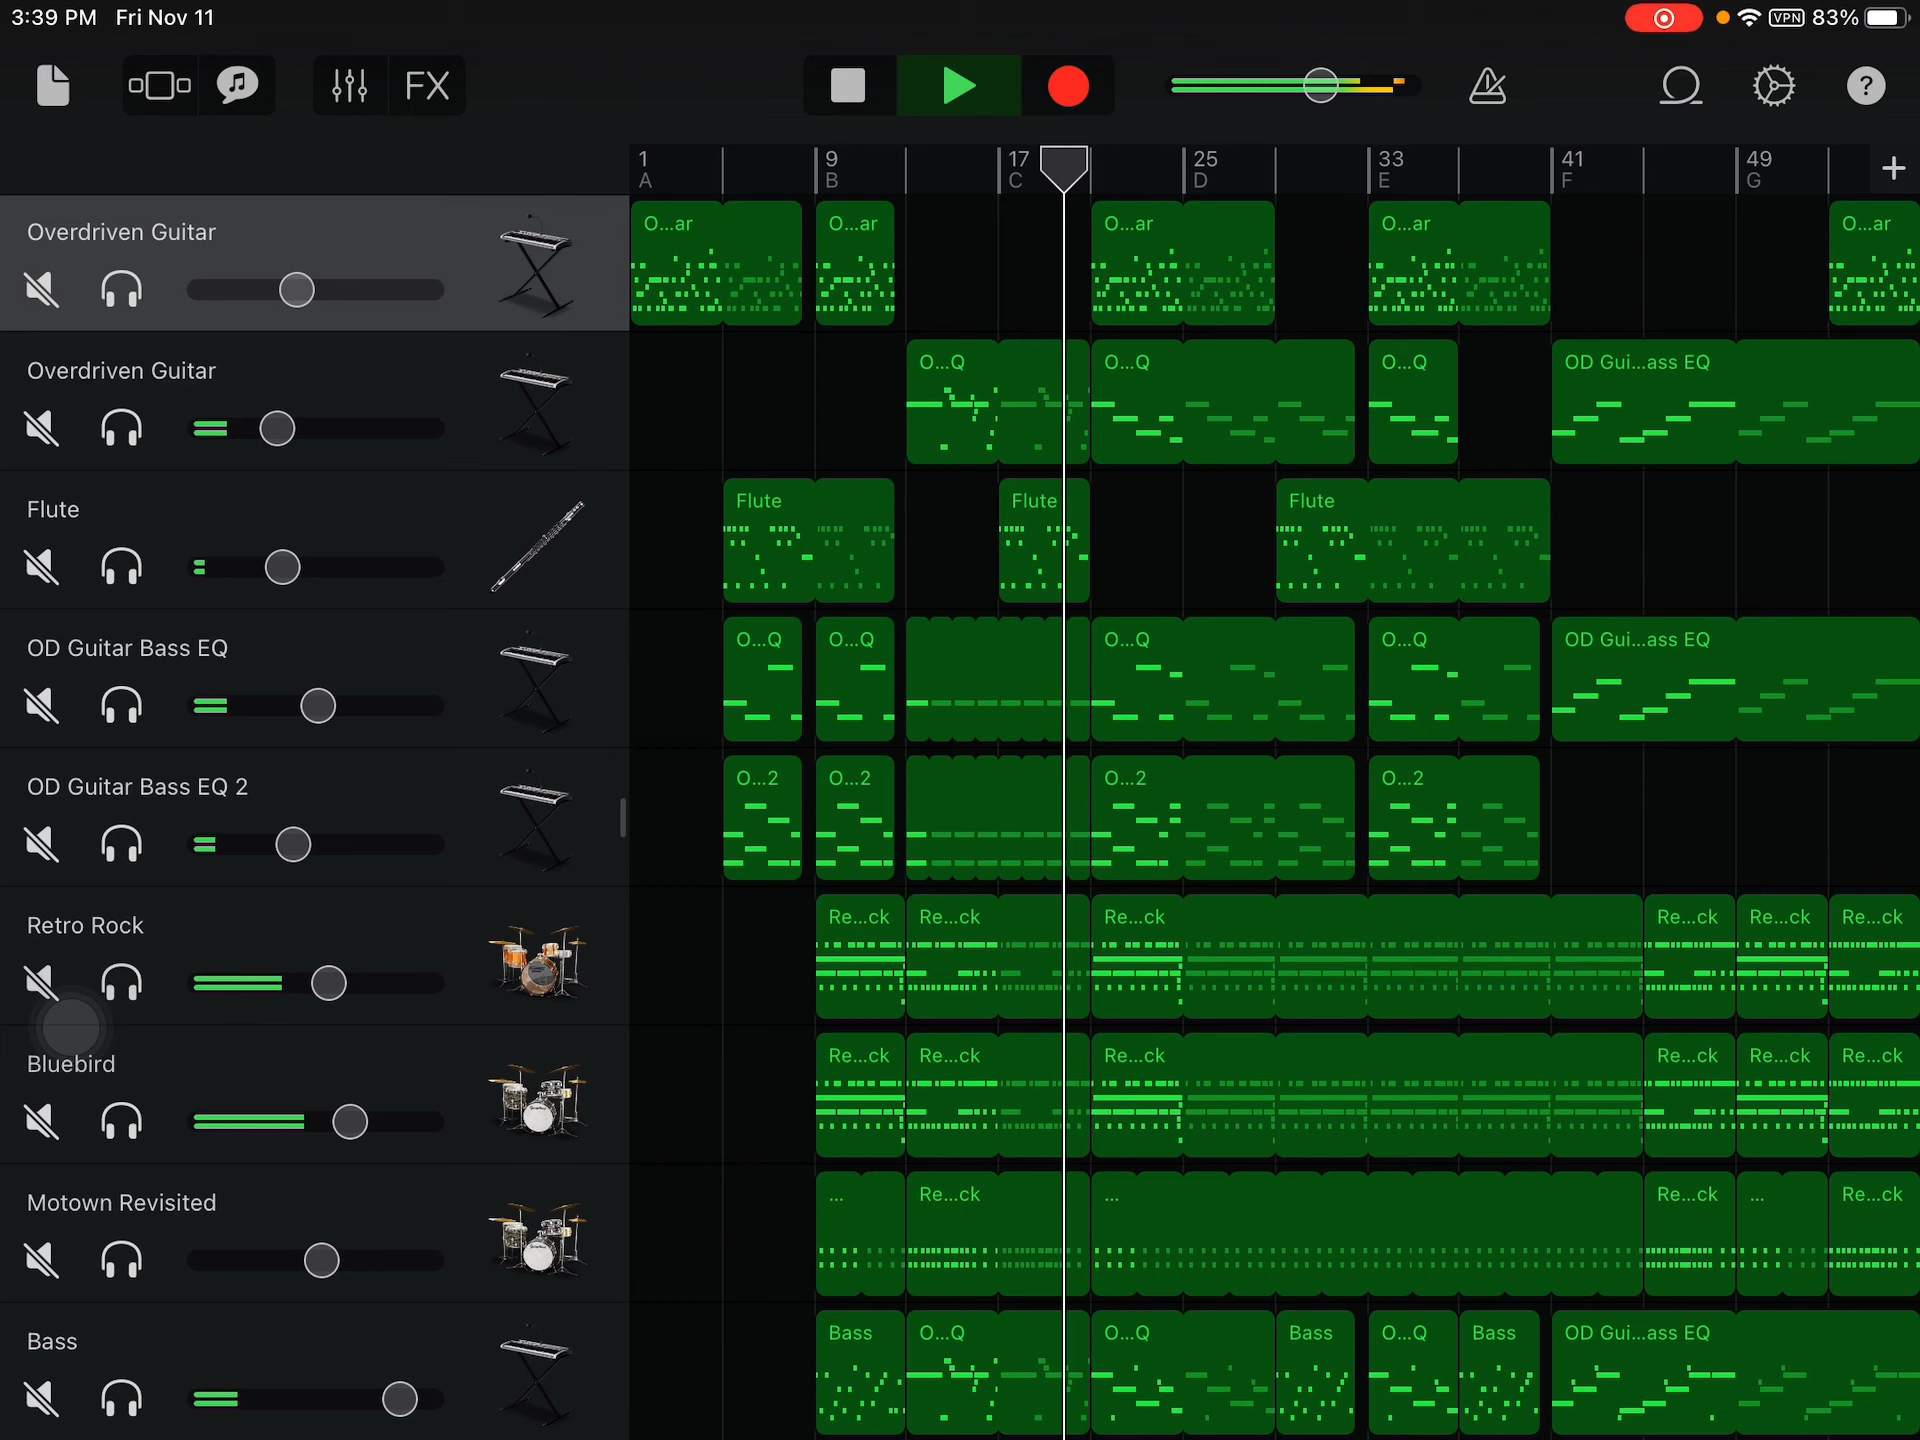 3:39 PM Fri Nov 11
VPN 83%
FX
?
1 9 17 25 33 41 49 +
A B C D E F G
Overdriven Guitar
O...ar O...ar O...ar O...ar O...ar
Overdriven Guitar
O...Q O...Q O...Q OD Gui...ass EQ
Flute
Flute Flute Flute
OD Guitar Bass EQ
O...Q O...Q O...Q O...Q OD Gui...ass EQ
OD Guitar Bass EQ 2
O...2 O...2 O...2 O...2
Retro Rock
Re...ck Re...ck Re...ck Re...ck Re...ck Re...ck
Bluebird
Re...ck Re...ck Re...ck Re...ck Re...ck Re...ck
Motown Revisited
... Re...ck ... Re...ck ... Re...ck
Bass
Bass O...Q O...Q Bass O...Q Bass OD Gui...ass EQ